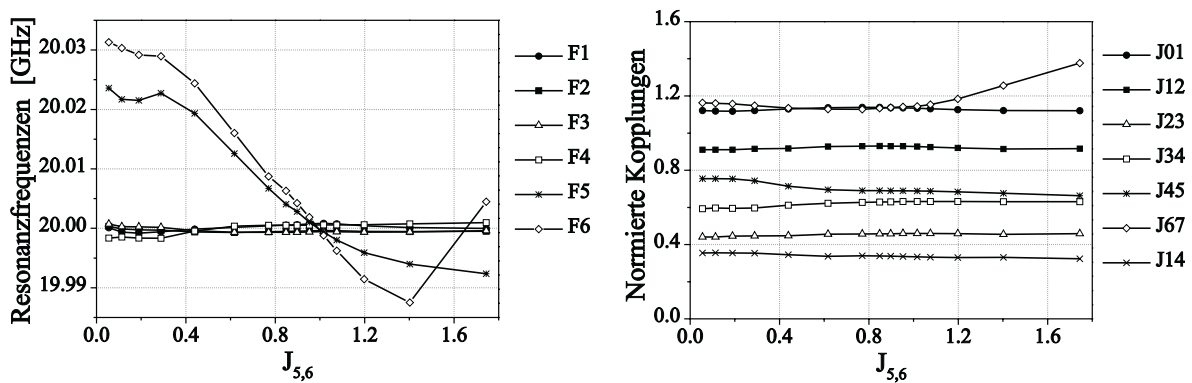 Resonanzfrequenzen [GHz]
20.03
20.02
20.01
20.00
19.99
0.0 0.4 0.8 1.2 1.6
J5,6
F1
F2
F3
F4
F5
F6
Normierte Kopplungen
1.6
1.2
0.8
0.4
0.0
0.0 0.4 0.8 1.2 1.6
J5,6
J01
J12
J23
J34
J45
J67
J14